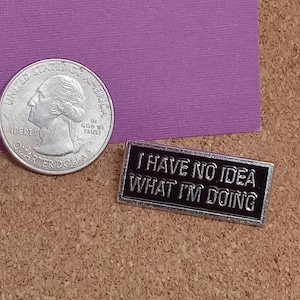 UNITED STATES OF AMERICA
LIBERTY
IN
GOD WE
TRUST
QUARTER DOLLAR
I HAVE NO IDEA
WHAT I'M DOING